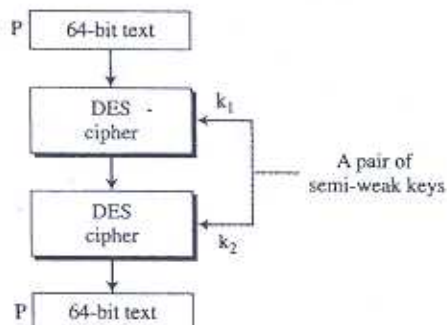 P 64-bit text
DES
cipher
k1
A pair of
semi-weak keys
DES
cipher
k2
P 64-bit text